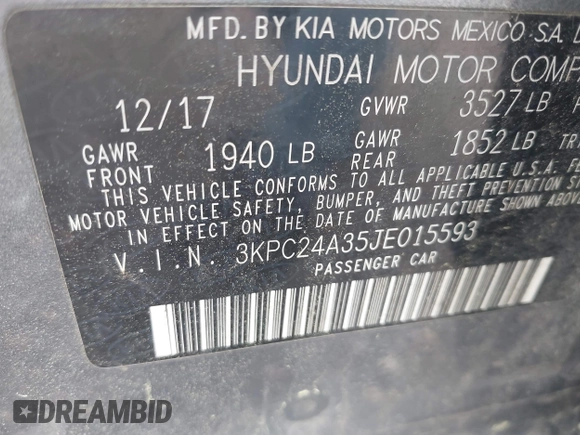 MFD. BY KIA MOTORS MEXICO S.A.
HYUNDAI MOTOR
12/17 GVWR 3527 LB
GAWR FRONT 1940 LB GAWR REAR 1852 LB
THIS VEHICLE CONFORMS TO ALL APPLICABLE U.S.A.
MOTOR VEHICLE SAFETY, BUMPER, AND THEFT PREVENTION
IN EFFECT ON THE DATE OF MANUFACTURE SHOWN ABOVE
V.I.N. 3KPC24A35JE015593
PASSENGER CAR
DREAMBID